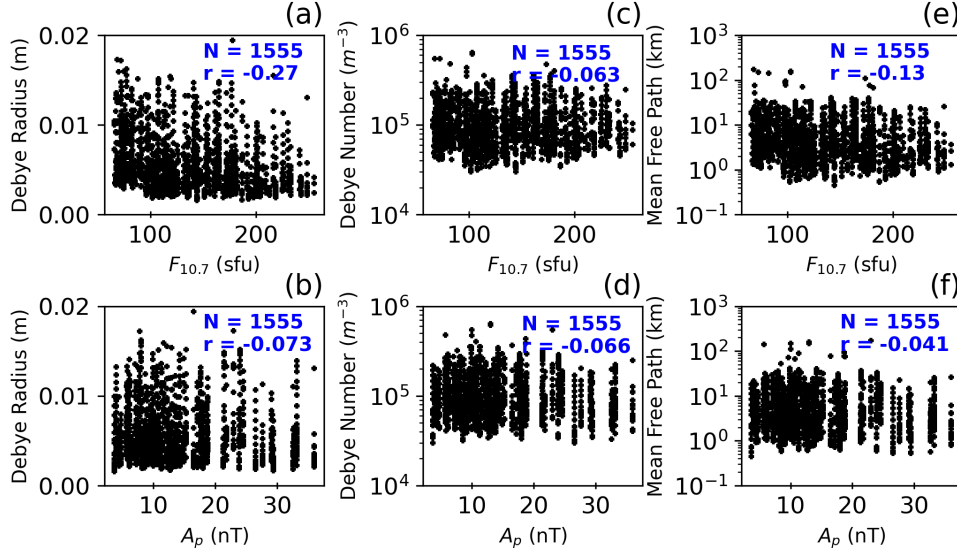 (a)
N = 1555
r = -0.27
Debye Radius (m)
0.02
0.01
0.00
100
200
F10.7 (sfu)
(c)
N = 1555
r = -0.063
Debye Number (m−3)
10^6
10^5
10^4
100
200
F10.7 (sfu)
(e)
N = 1555
r = -0.13
Mean Free Path (km)
10^3
10^2
10^1
10^0
10^−1
100
200
F10.7 (sfu)
(b)
N = 1555
r = -0.073
Debye Radius (m)
0.02
0.01
0.00
10
20
30
Ap (nT)
(d)
N = 1555
r = -0.066
Debye Number (m−3)
10^6
10^5
10^4
10
20
30
Ap (nT)
(f)
N = 1555
r = -0.041
Mean Free Path (km)
10^3
10^2
10^1
10^0
10^−1
10
20
30
Ap (nT)